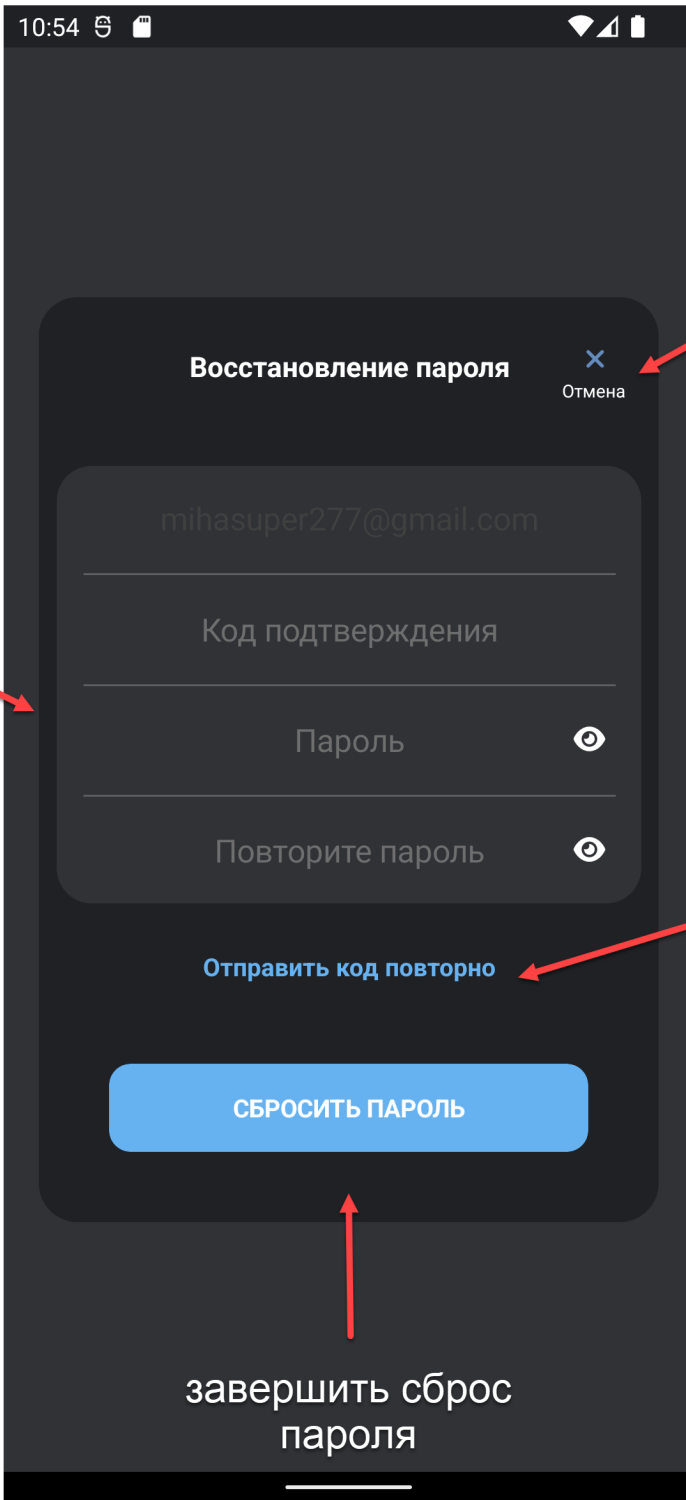 10:54
Восстановление пароля
Отмена
mihasuper277@gmail.com
Код подтверждения
Пароль
Повторите пароль
Отправить код повторно
СБРОСИТЬ ПАРОЛЬ
завершить сброс
пароля